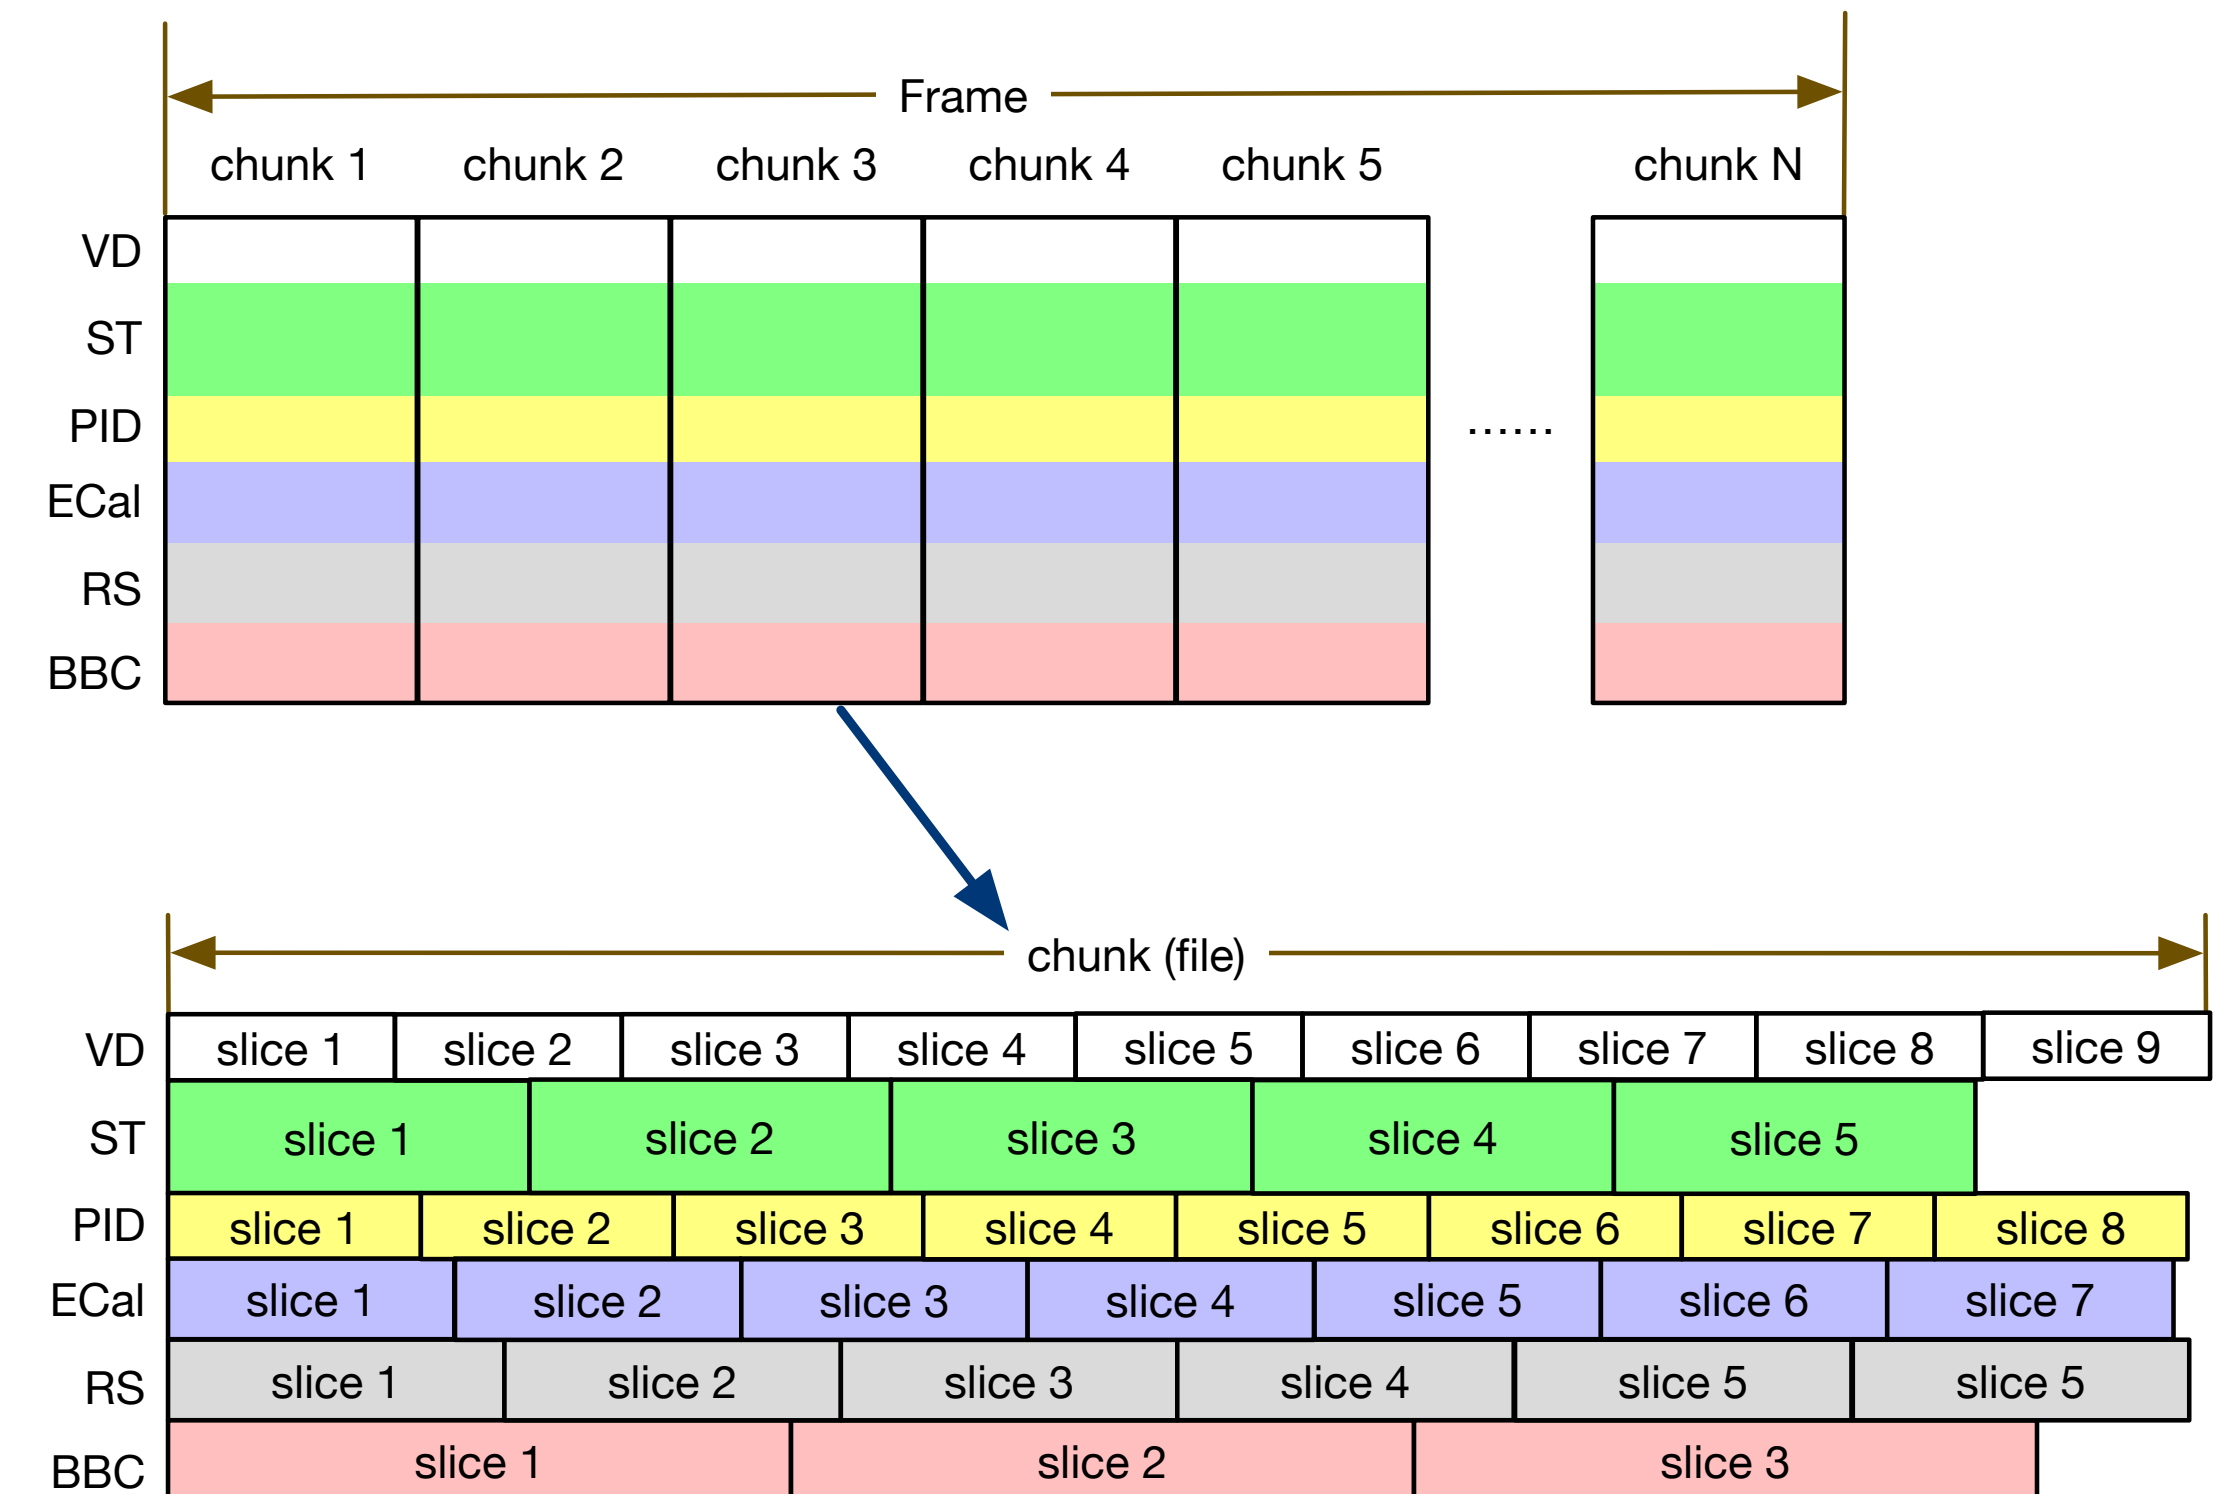 Frame
chunk 1 chunk 2 chunk 3 chunk 4 chunk 5 chunk N
VD
ST
PID ......
ECal
RS
BBC
chunk (file)
VD slice 1 slice 2 slice 3 slice 4 slice 5 slice 6 slice 7 slice 8 slice 9
ST slice 1 slice 2 slice 3 slice 4 slice 5
PID slice 1 slice 2 slice 3 slice 4 slice 5 slice 6 slice 7 slice 8
ECal slice 1 slice 2 slice 3 slice 4 slice 5 slice 6 slice 7
RS slice 1 slice 2 slice 3 slice 4 slice 5 slice 5
BBC slice 1 slice 2 slice 3